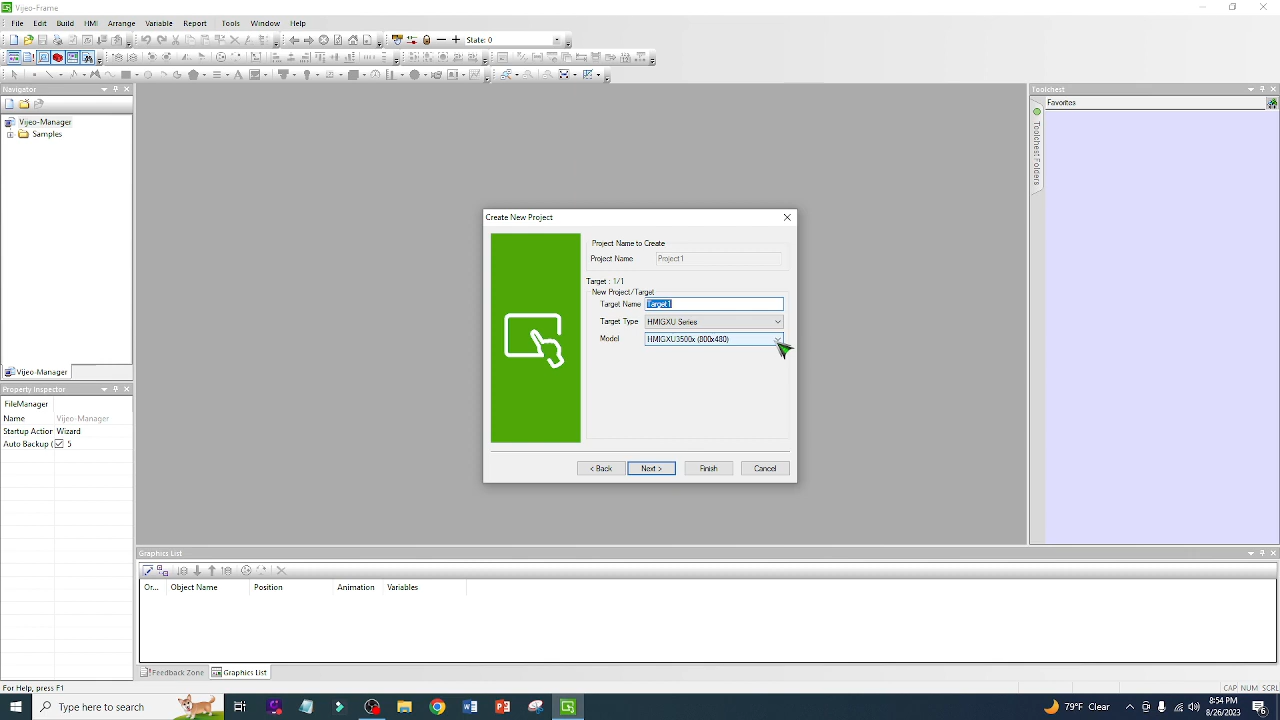 Vijeo-Frame
File Edit Build HMI Arrange Variable Report Tools Window Help
State: 0
Navigator
Vijeo-Manager
Samples
Vijeo-Manager
Property Inspector
FileManager
Name Vijeo-Manager
Startup Action Wizard
Auto Backup ( 5
Toolchest
Favorites
Toolchest Folders
Create New Project
Project Name to Create
Project Name Project1
Target : 1/1
New Project/Target
Target Name Target1
Target Type HMIGXU Series
Model HMIGXU3500x (800x480)
< Back Next > Finish Cancel
Graphics List
Or... Object Name Position Animation Variables
Feedback Zone Graphics List
For Help, press F1
CAP NUM SCRL
Type here to search
73°F Clear
8:54 PM
8/26/2023